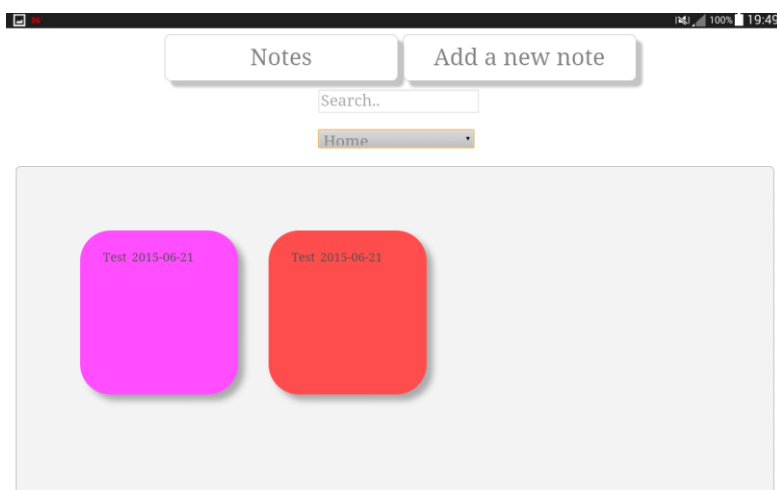 100% 19:49
Notes
Add a new note
Search..
Home
Test 2015-06-21
Test 2015-06-21